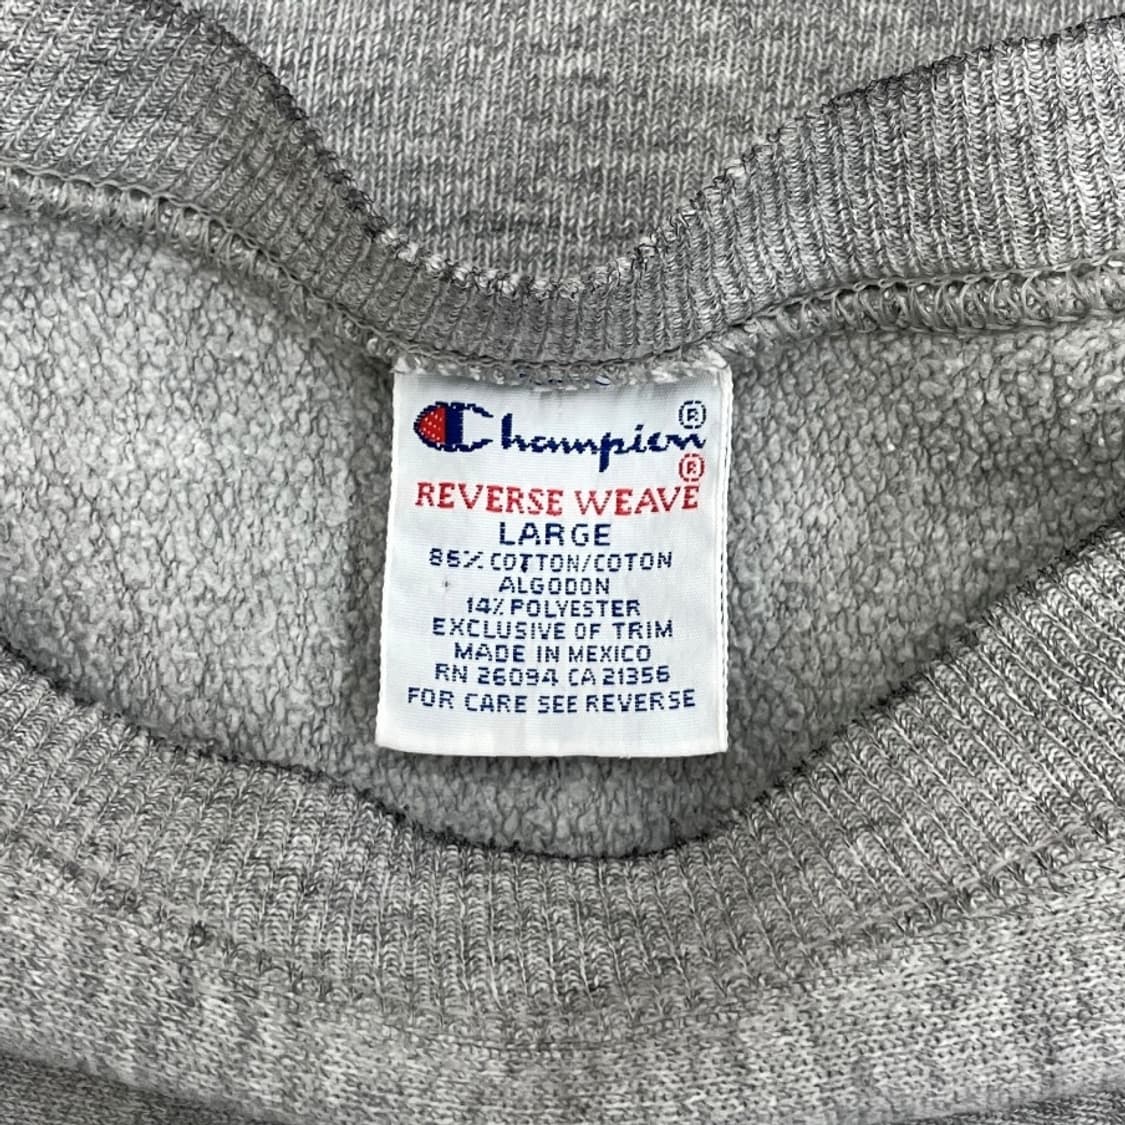 Champion®
REVERSE WEAVE®
LARGE
86% COTTON/COTON
ALGODON
14% POLYESTER
EXCLUSIVE OF TRIM
MADE IN MEXICO
RN 26094 CA 21356
FOR CARE SEE REVERSE